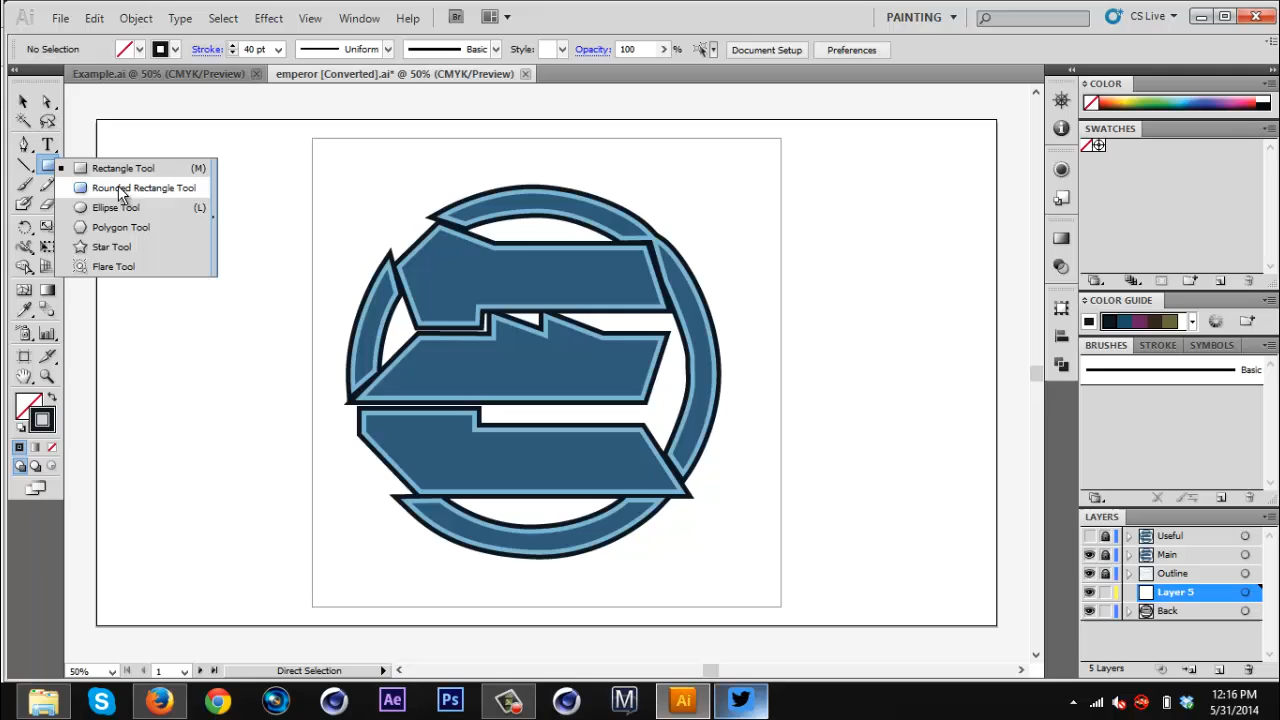 Ai File Edit Object Type Select Effect View Window Help Br PAINTING CS Live
No Selection Stroke: 40 pt Uniform Basic Style: Opacity: 100 % Document Setup Preferences
Example.ai @ 50% (CMYK/Preview) emperor [Converted].ai* @ 50% (CMYK/Preview)
COLOR
SWATCHES
Rectangle Tool (M)
Rounded Rectangle Tool
Ellipse Tool (L)
Polygon Tool
Star Tool
Flare Tool
COLOR GUIDE
BRUSHES STROKE SYMBOLS
Basic
LAYERS
Useful
Main
Outline
Layer 5
Back
5 Layers
50% 1 Direct Selection
Ae Ps M Ai
12:16 PM
5/31/2014